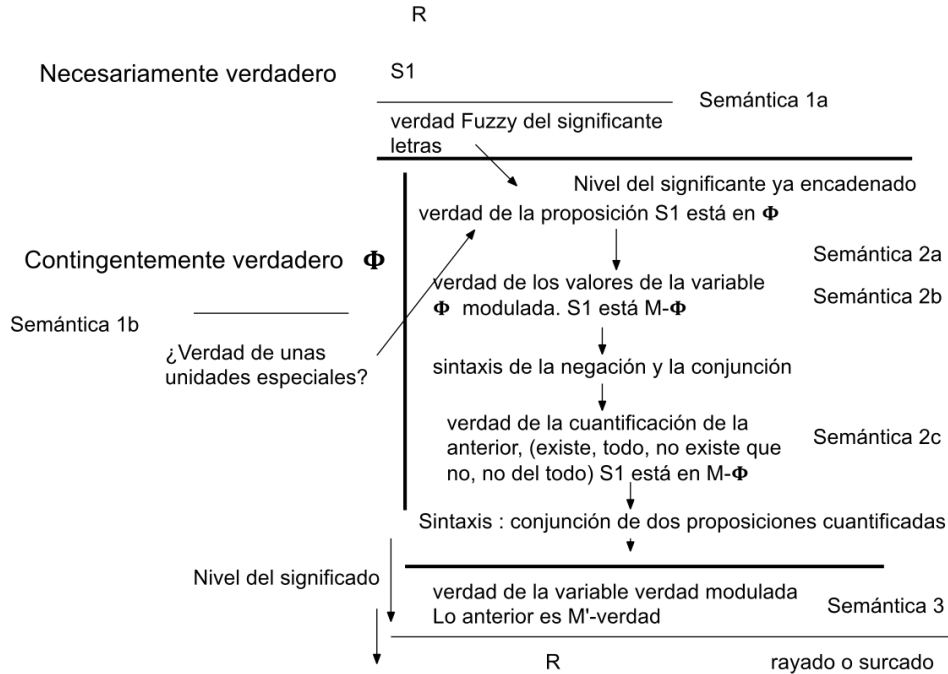 R
Necesariamente verdadero
S1
Semántica 1a
verdad Fuzzy del significante
letras
Nivel del significante ya encadenado
verdad de la proposición S1 está en Φ
Contingentemente verdadero Φ
Semántica 2a
verdad de los valores de la variable
Φ modulada. S1 está M-Φ
Semántica 2b
Semántica 1b
¿Verdad de unas
unidades especiales?
sintaxis de la negación y la conjunción
verdad de la cuantificación de la
anterior, (existe, todo, no existe que
no, no del todo) S1 está en M-Φ
Semántica 2c
Sintaxis : conjunción de dos proposiciones cuantificadas
Nivel del significado
verdad de la variable verdad modulada
Lo anterior es M'-verdad
Semántica 3
R
rayado o surcado